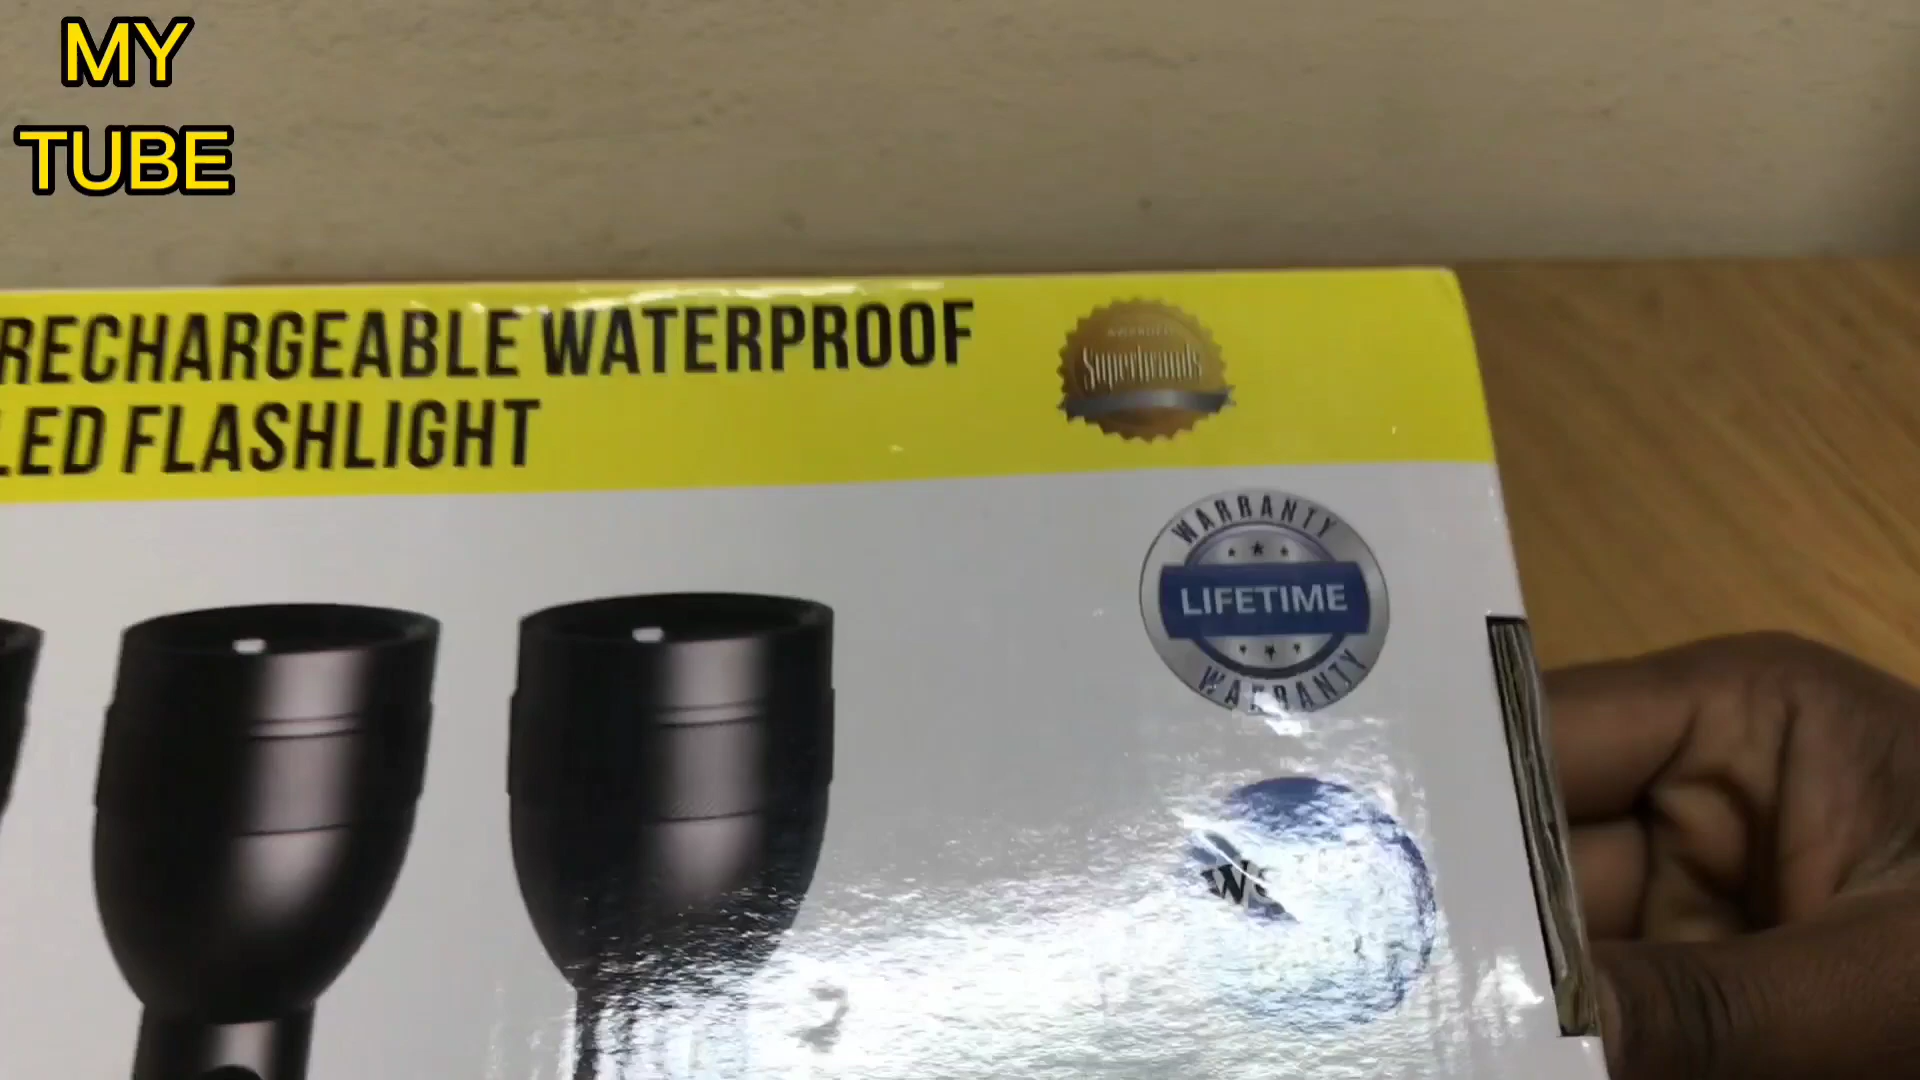 MY
TUBE
RECHARGEABLE WATERPROOF
LED FLASHLIGHT
Superbrands
WARRANTY
LIFETIME
WARRANTY